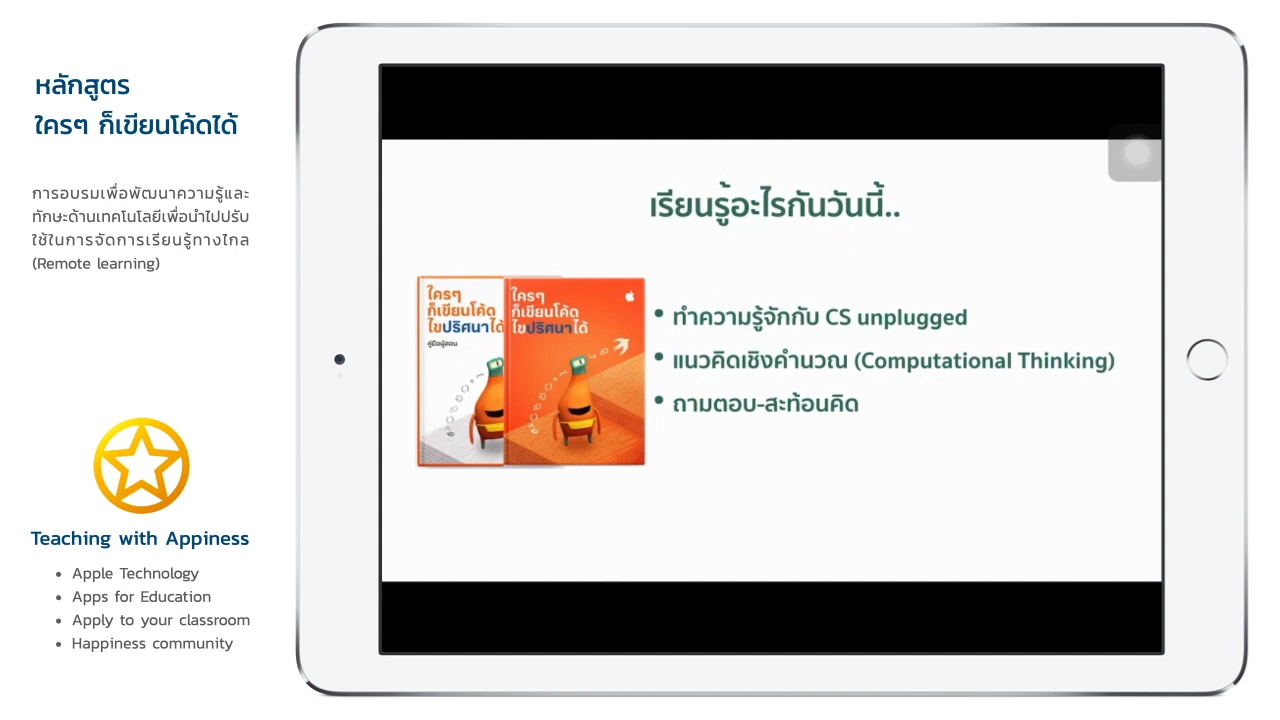 หลักสูตร
ใครๆ ก็เขียนโค้ดได้
การอบรมเพื่อพัฒนาความรู้และ
ทักษะด้านเทคโนโลยีเพื่อนำไปปรับ
ใช้ในการจัดการเรียนรู้ทางไกล
(Remote learning)
Teaching with Appiness
• Apple Technology
• Apps for Education
• Apply to your classroom
• Happiness community
เรียนรู้อะไรกันวันนี้..
ใครๆ
ก็เขียนโค้ด
ไขปริศนาได้
คู่มือผู้สอน
ใครๆ
ก็เขียนโค้ด
ไขปริศนาได้
• ทำความรู้จักกับ CS unplugged
• แนวคิดเชิงคำนวณ (Computational Thinking)
• ถามตอบ-สะท้อนคิด